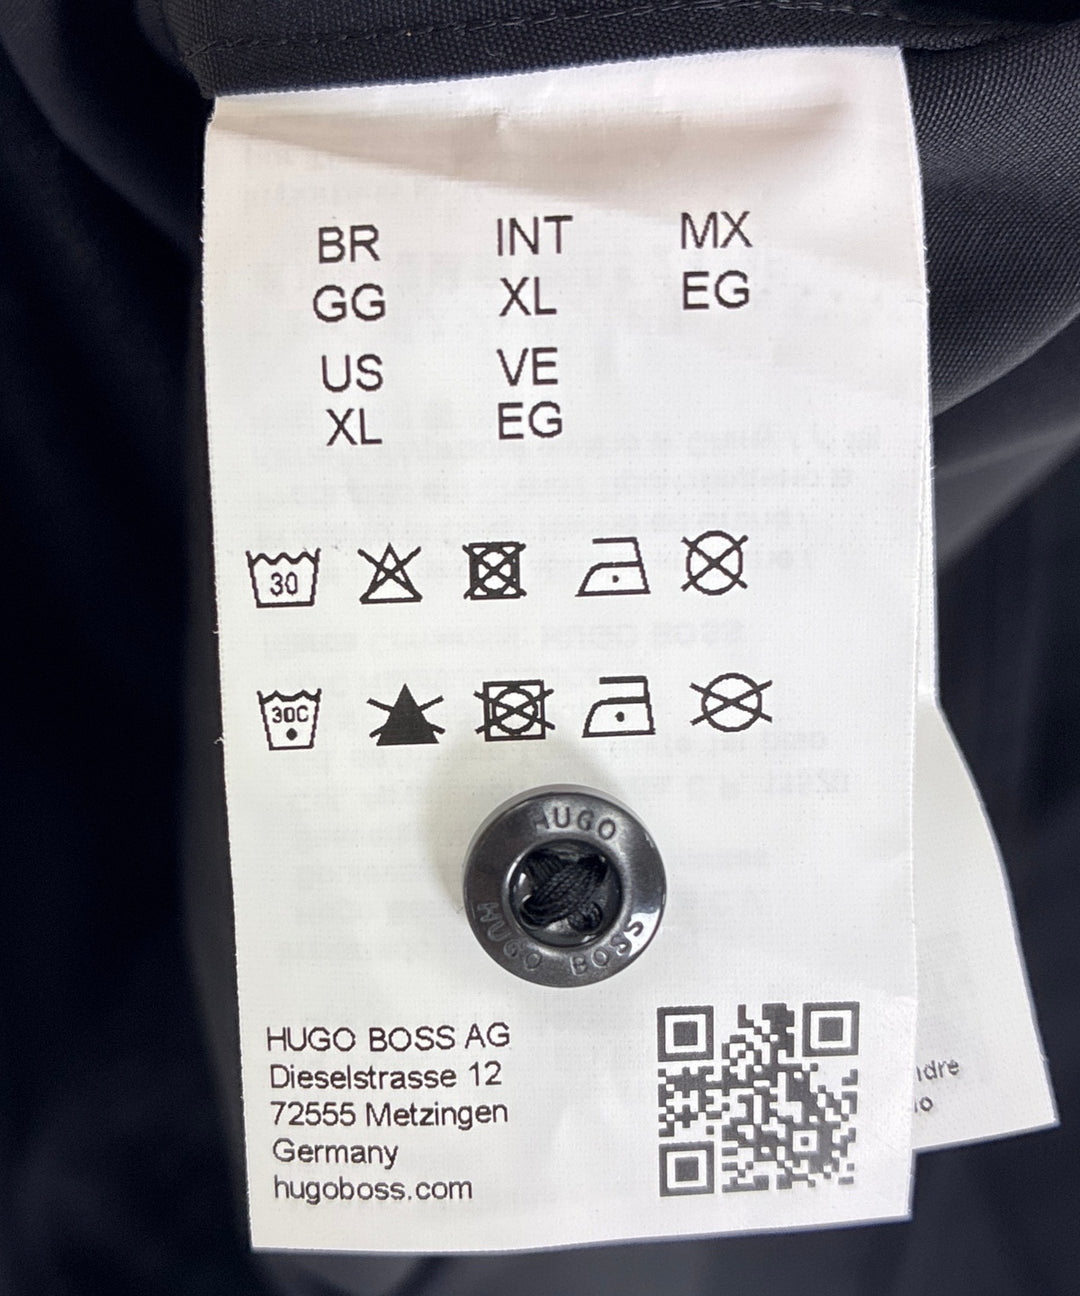 BR INT MX
GG XL EG
US VE
XL EG
30
30C
HUGO
HUGO BOSS
HUGO BOSS AG
Dieselstrasse 12
72555 Metzingen
Germany
hugoboss.com